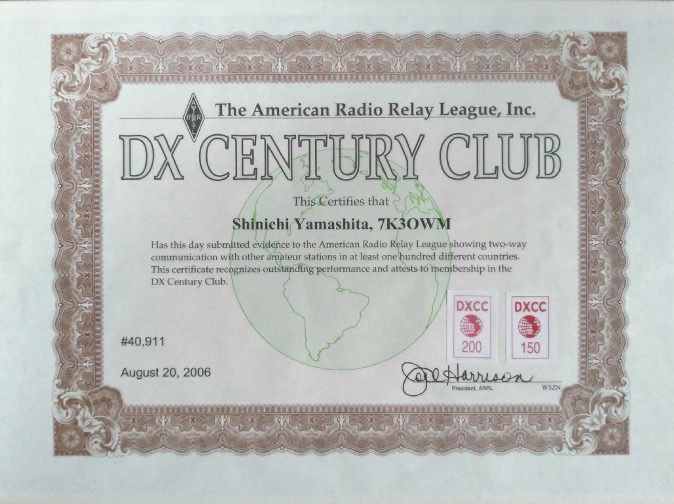 The American Radio Relay League, Inc.
DX CENTURY CLUB
This Certifies that
Shinichi Yamashita, 7K3OWM
Has this day submitted evidence to the American Radio Relay League showing two-way
communication with other amateur stations in at least one hundred different countries.
This certificate recognizes outstanding performance and attests to membership in the
DX Century Club.
DXCC
200
DXCC
150
#40,911
August 20, 2006
Joel Harrison
President, ARRL
W5ZN